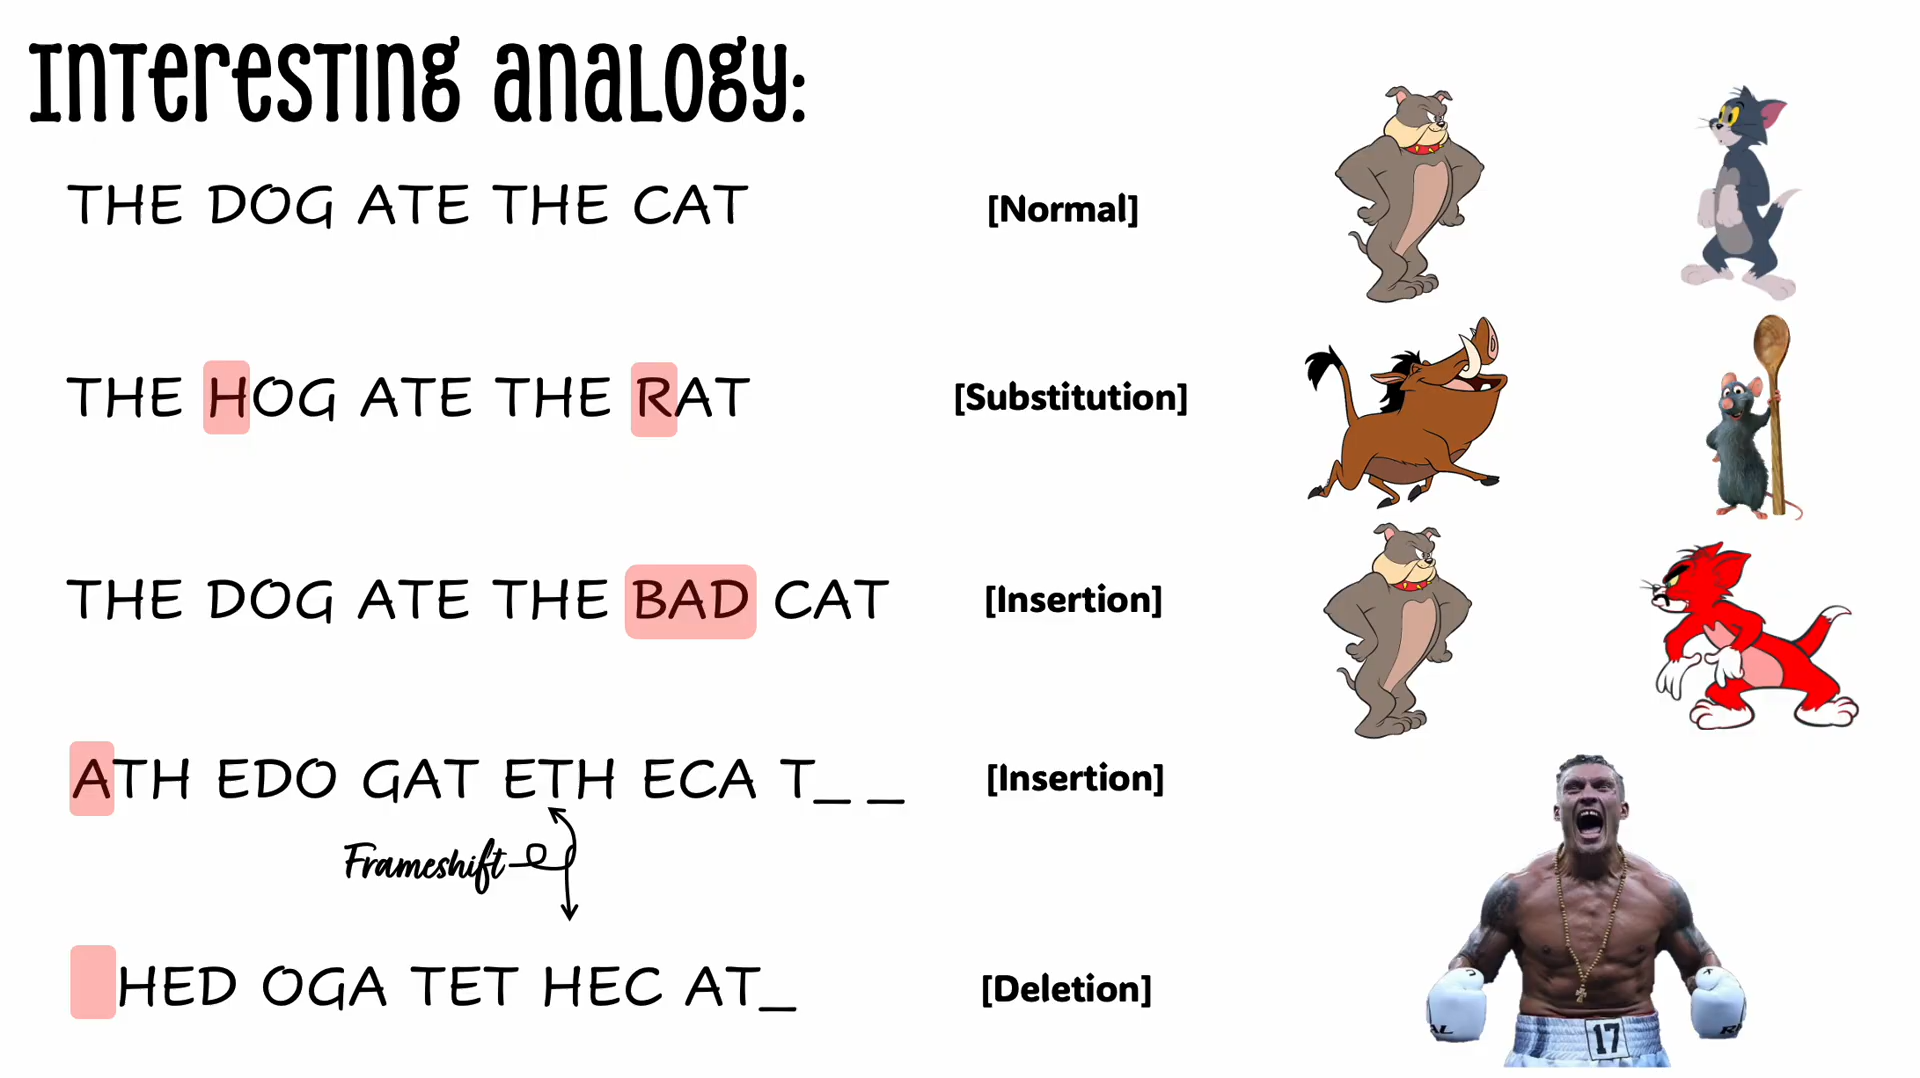 Interesting analogy:
THE DOG ATE THE CAT [Normal]
THE HOG ATE THE RAT [Substitution]
THE DOG ATE THE BAD CAT [Insertion]
ATH EDO GAT ETH ECA T_ _ [Insertion]
Frameshift
HED OGA TET HEC AT_ [Deletion]
17